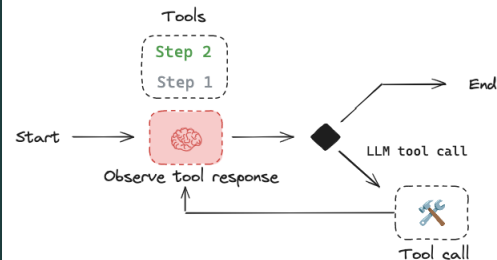 Tools
Step 2
Step 1
Start
End
LLM tool call
Observe tool response
Tool call